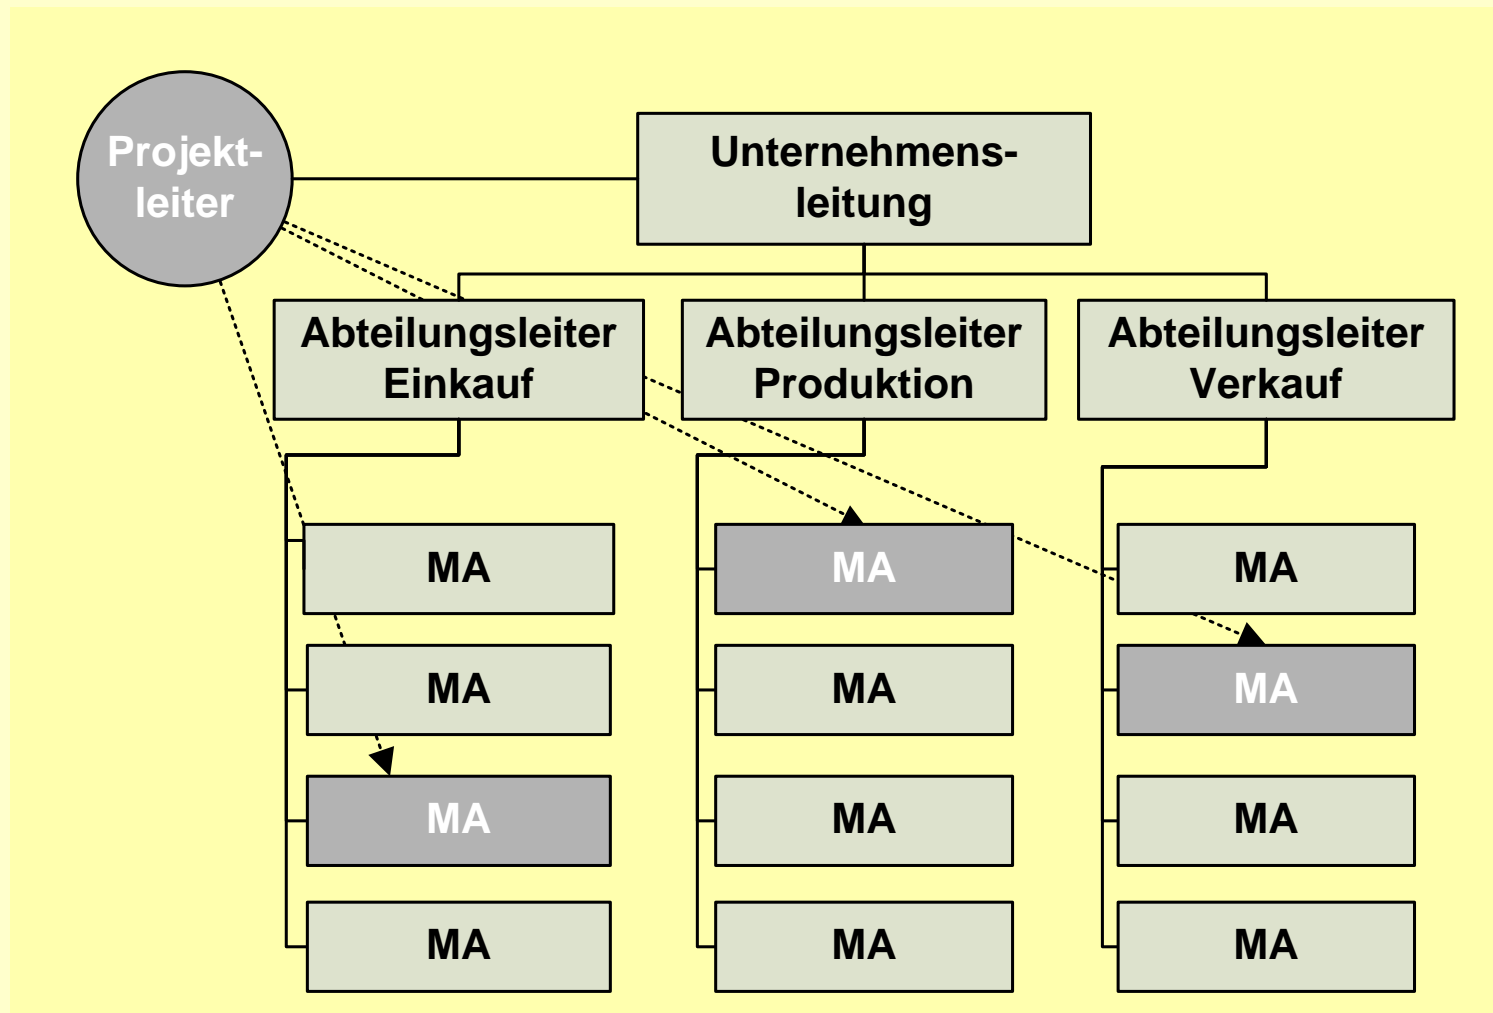 Projekt-
leiter
Unternehmens-
leitung
Abteilungsleiter
Einkauf
Abteilungsleiter
Produktion
Abteilungsleiter
Verkauf
MA
MA
MA
MA
MA
MA
MA
MA
MA
MA
MA
MA